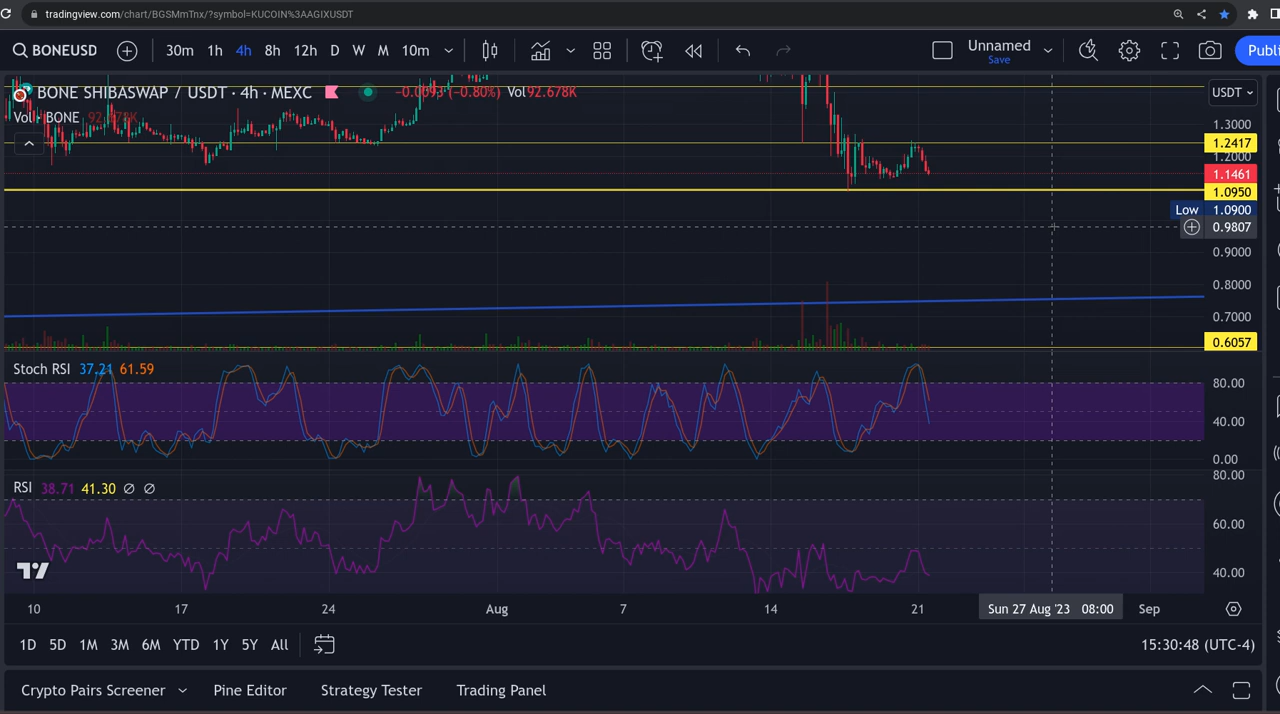 tradingview.com/chart/BGSMmTnx/?symbol=KUCOIN%3AAGIXUSDT
BONEUSD 30m 1h 4h 8h 12h D W M 10m Unnamed Save Publi
BONE SHIBASWAP / USDT · 4h · MEXC (-0.80%) Vol92.678K USDT
Vol · BONE 92.678K
1.3000
1.2417
1.2000
1.1461
1.0950
Low 1.0900
0.9807
0.9000
0.8000
0.7000
0.6057
Stoch RSI 37.21 61.59
80.00
40.00
0.00
80.00
RSI 38.71 41.30 ∅ ∅
60.00
40.00
10 17 24 Aug 7 14 21 Sun 27 Aug '23 08:00 Sep
1D 5D 1M 3M 6M YTD 1Y 5Y All 15:30:48 (UTC-4)
Crypto Pairs Screener Pine Editor Strategy Tester Trading Panel